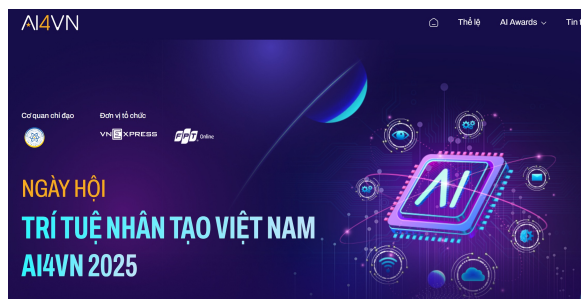 AI4VN
Thể lệ AI Awards
Cơ quan chỉ đạo Đơn vị tổ chức
VNEXPRESS FPT Online
NGÀY HỘI
TRÍ TUỆ NHÂN TẠO VIỆT NAM
AI4VN 2025
AI